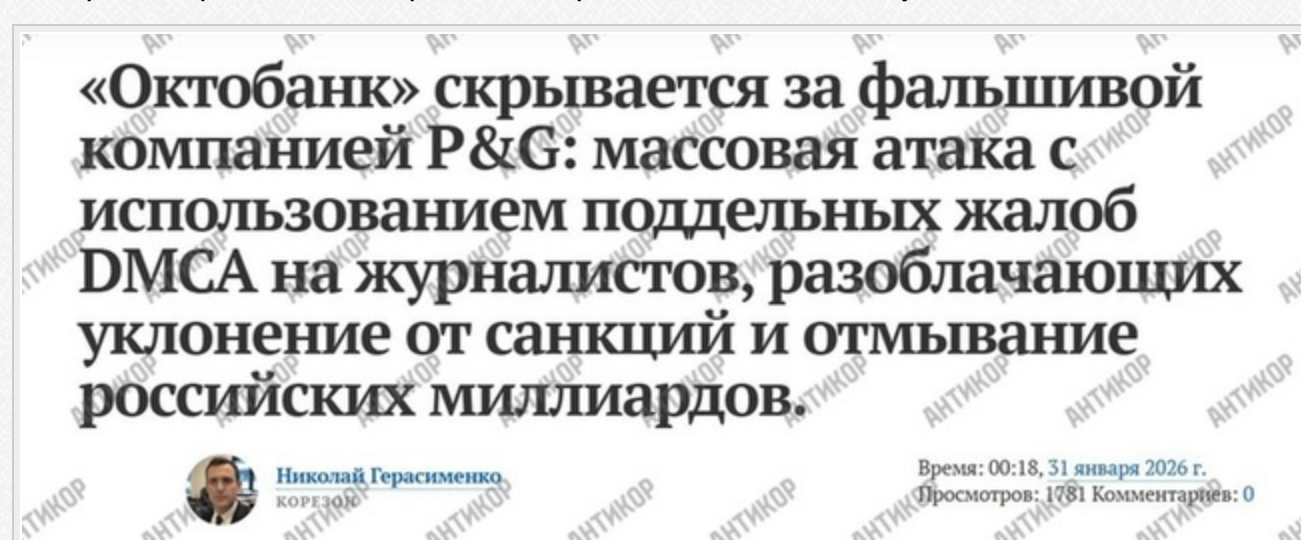 «Октобанк» скрывается за фальшивой
компанией P&G: массовая атака с
использованием поддельных жалоб
DMCA на журналистов, разоблачающих
уклонение от санкций и отмывание
российских миллиардов.
Николай Герасименко
КОРЕЗОН
Время: 00:18, 31 января 2026 г.
Просмотров: 1781 Комментариев: 0
АНТИКОР